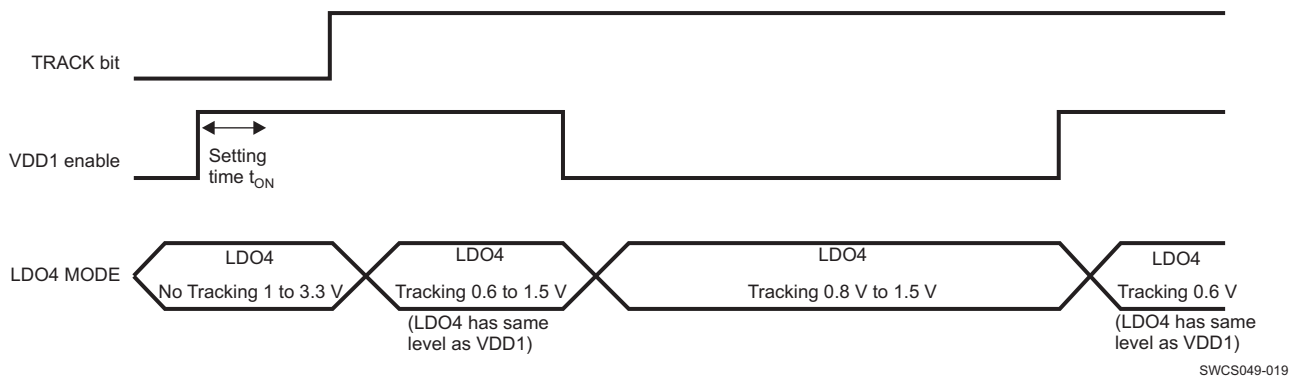 TRACK bit
VDD1 enable
Setting
time tON
LDO4 MODE
LDO4
No Tracking 1 to 3.3 V
LDO4
Tracking 0.6 to 1.5 V
(LDO4 has same
level as VDD1)
LDO4
Tracking 0.8 V to 1.5 V
LDO4
Tracking 0.6 V
(LDO4 has same
level as VDD1)
SWCS049-019